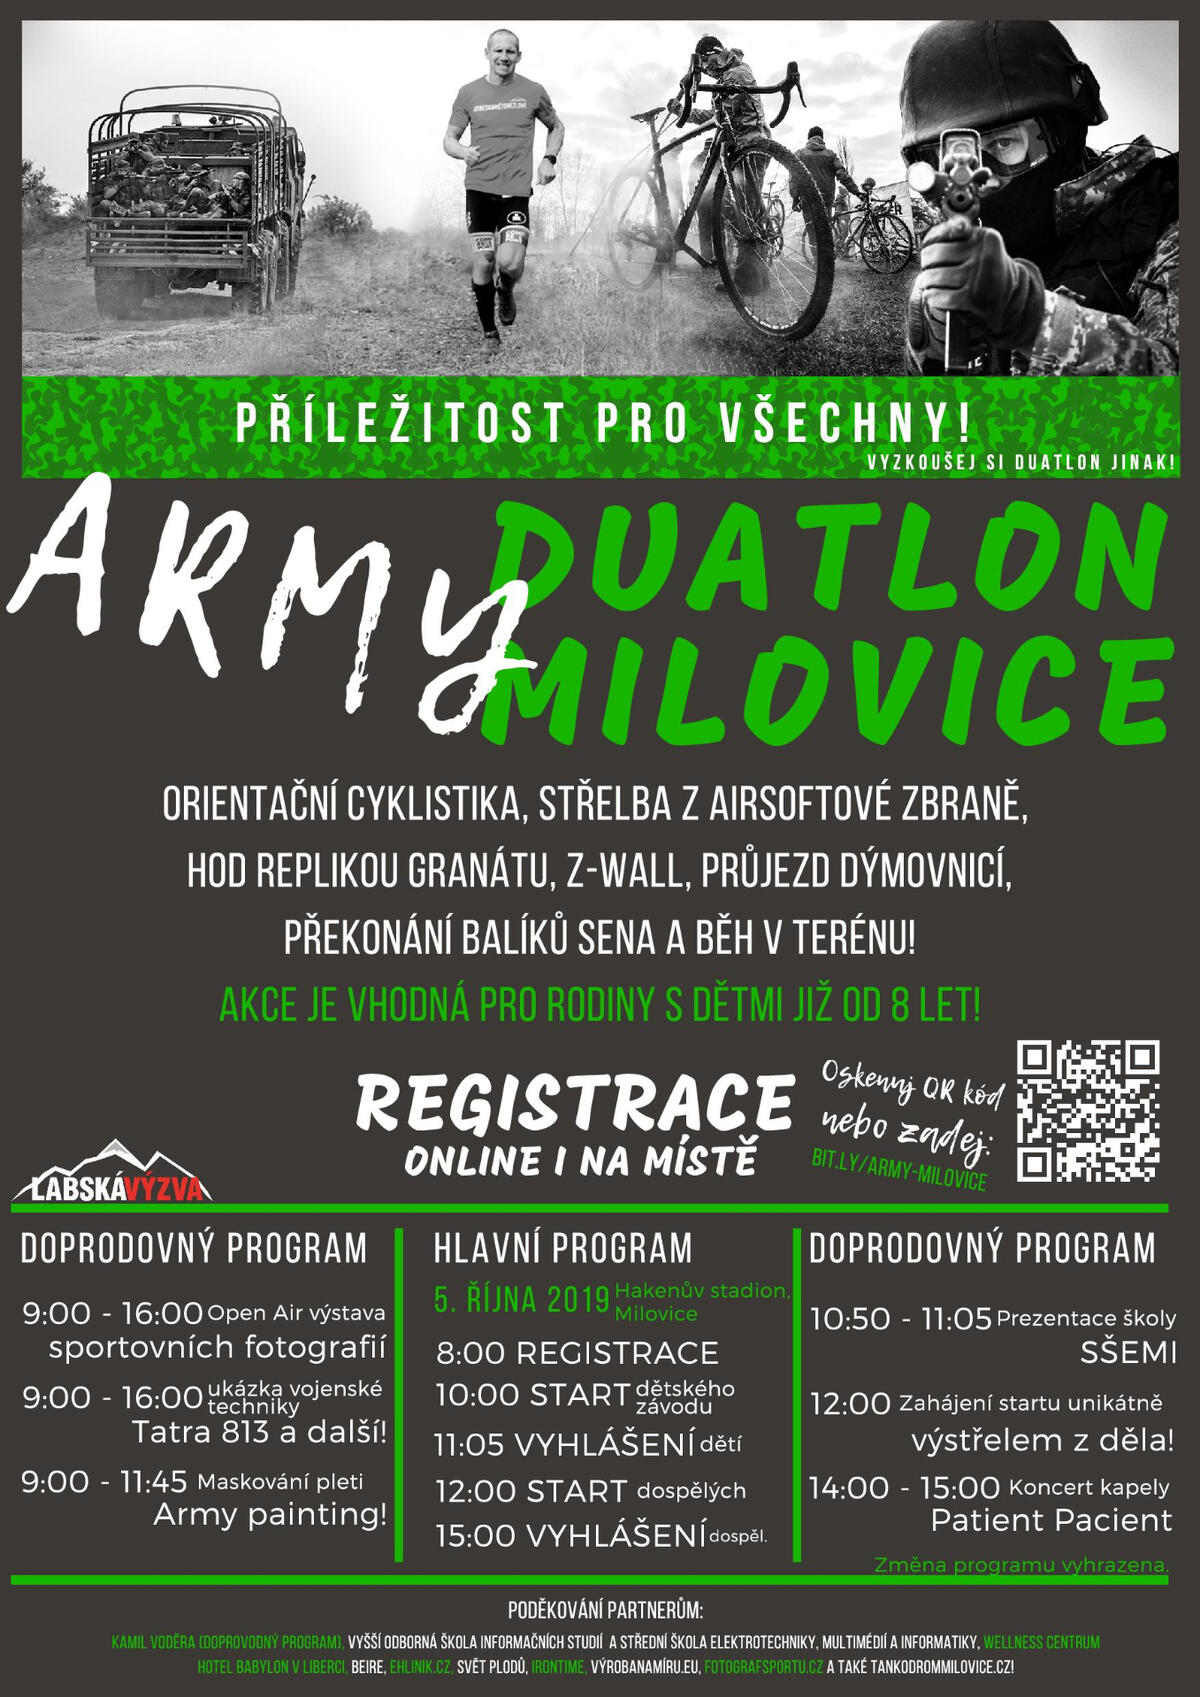 PŘÍLEŽITOST PRO VŠECHNY!
VYZKOUŠEJ SI DUATLON JINAK!
ARMY DUATLON
MILOVICE
ORIENTAČNÍ CYKLISTIKA, STŘELBA Z AIRSOFTOVÉ ZBRANĚ,
HOD REPLIKOU GRANÁTU, Z-WALL, PRŮJEZD DÝMOVNICÍ,
PŘEKONÁNÍ BALÍKŮ SENA A BĚH V TERÉNU!
AKCE JE VHODNÁ PRO RODINY S DĚTMI JIŽ OD 8 LET!
REGISTRACE
ONLINE I NA MÍSTĚ
Oskenuj QR kód
nebo zadej:
BIT.LY/ARMY-MILOVICE
LABSKÁVÝZVA
DOPRODOVNÝ PROGRAM
9:00 - 16:00 Open Air výstava
sportovních fotografií
9:00 - 16:00 ukázka vojenské
techniky
Tatra 813 a další!
9:00 - 11:45 Maskování pleti
Army painting!
HLAVNÍ PROGRAM
5. ŘÍJNA 2019 Hakenův stadion,
Milovice
8:00 REGISTRACE
10:00 START dětského
závodu
11:05 VYHLÁŠENÍ dětí
12:00 START dospělých
15:00 VYHLÁŠENÍ dospěl.
DOPRODOVNÝ PROGRAM
10:50 - 11:05 Prezentace školy
SŠEMI
12:00 Zahájení startu unikátně
výstřelem z děla!
14:00 - 15:00 Koncert kapely
Patient Pacient
Změna programu vyhrazena.
PODĚKOVÁNÍ PARTNERŮM:
KAMIL VODĚRA (DOPROVODNÝ PROGRAM), VYŠŠÍ ODBORNÁ ŠKOLA INFORMAČNÍCH STUDIÍ A STŘEDNÍ ŠKOLA ELEKTROTECHNIKY, MULTIMÉDIÍ A INFORMATIKY, WELLNESS CENTRUM
HOTEL BABYLON V LIBERCI, BEIRE, EHLINIK.CZ, SVĚT PLODŮ, IRONTIME, VÝROBANAMÍRU.EU, FOTOGRAFSPORTU.CZ A TAKÉ TANKODROMMILOVICE.CZ!